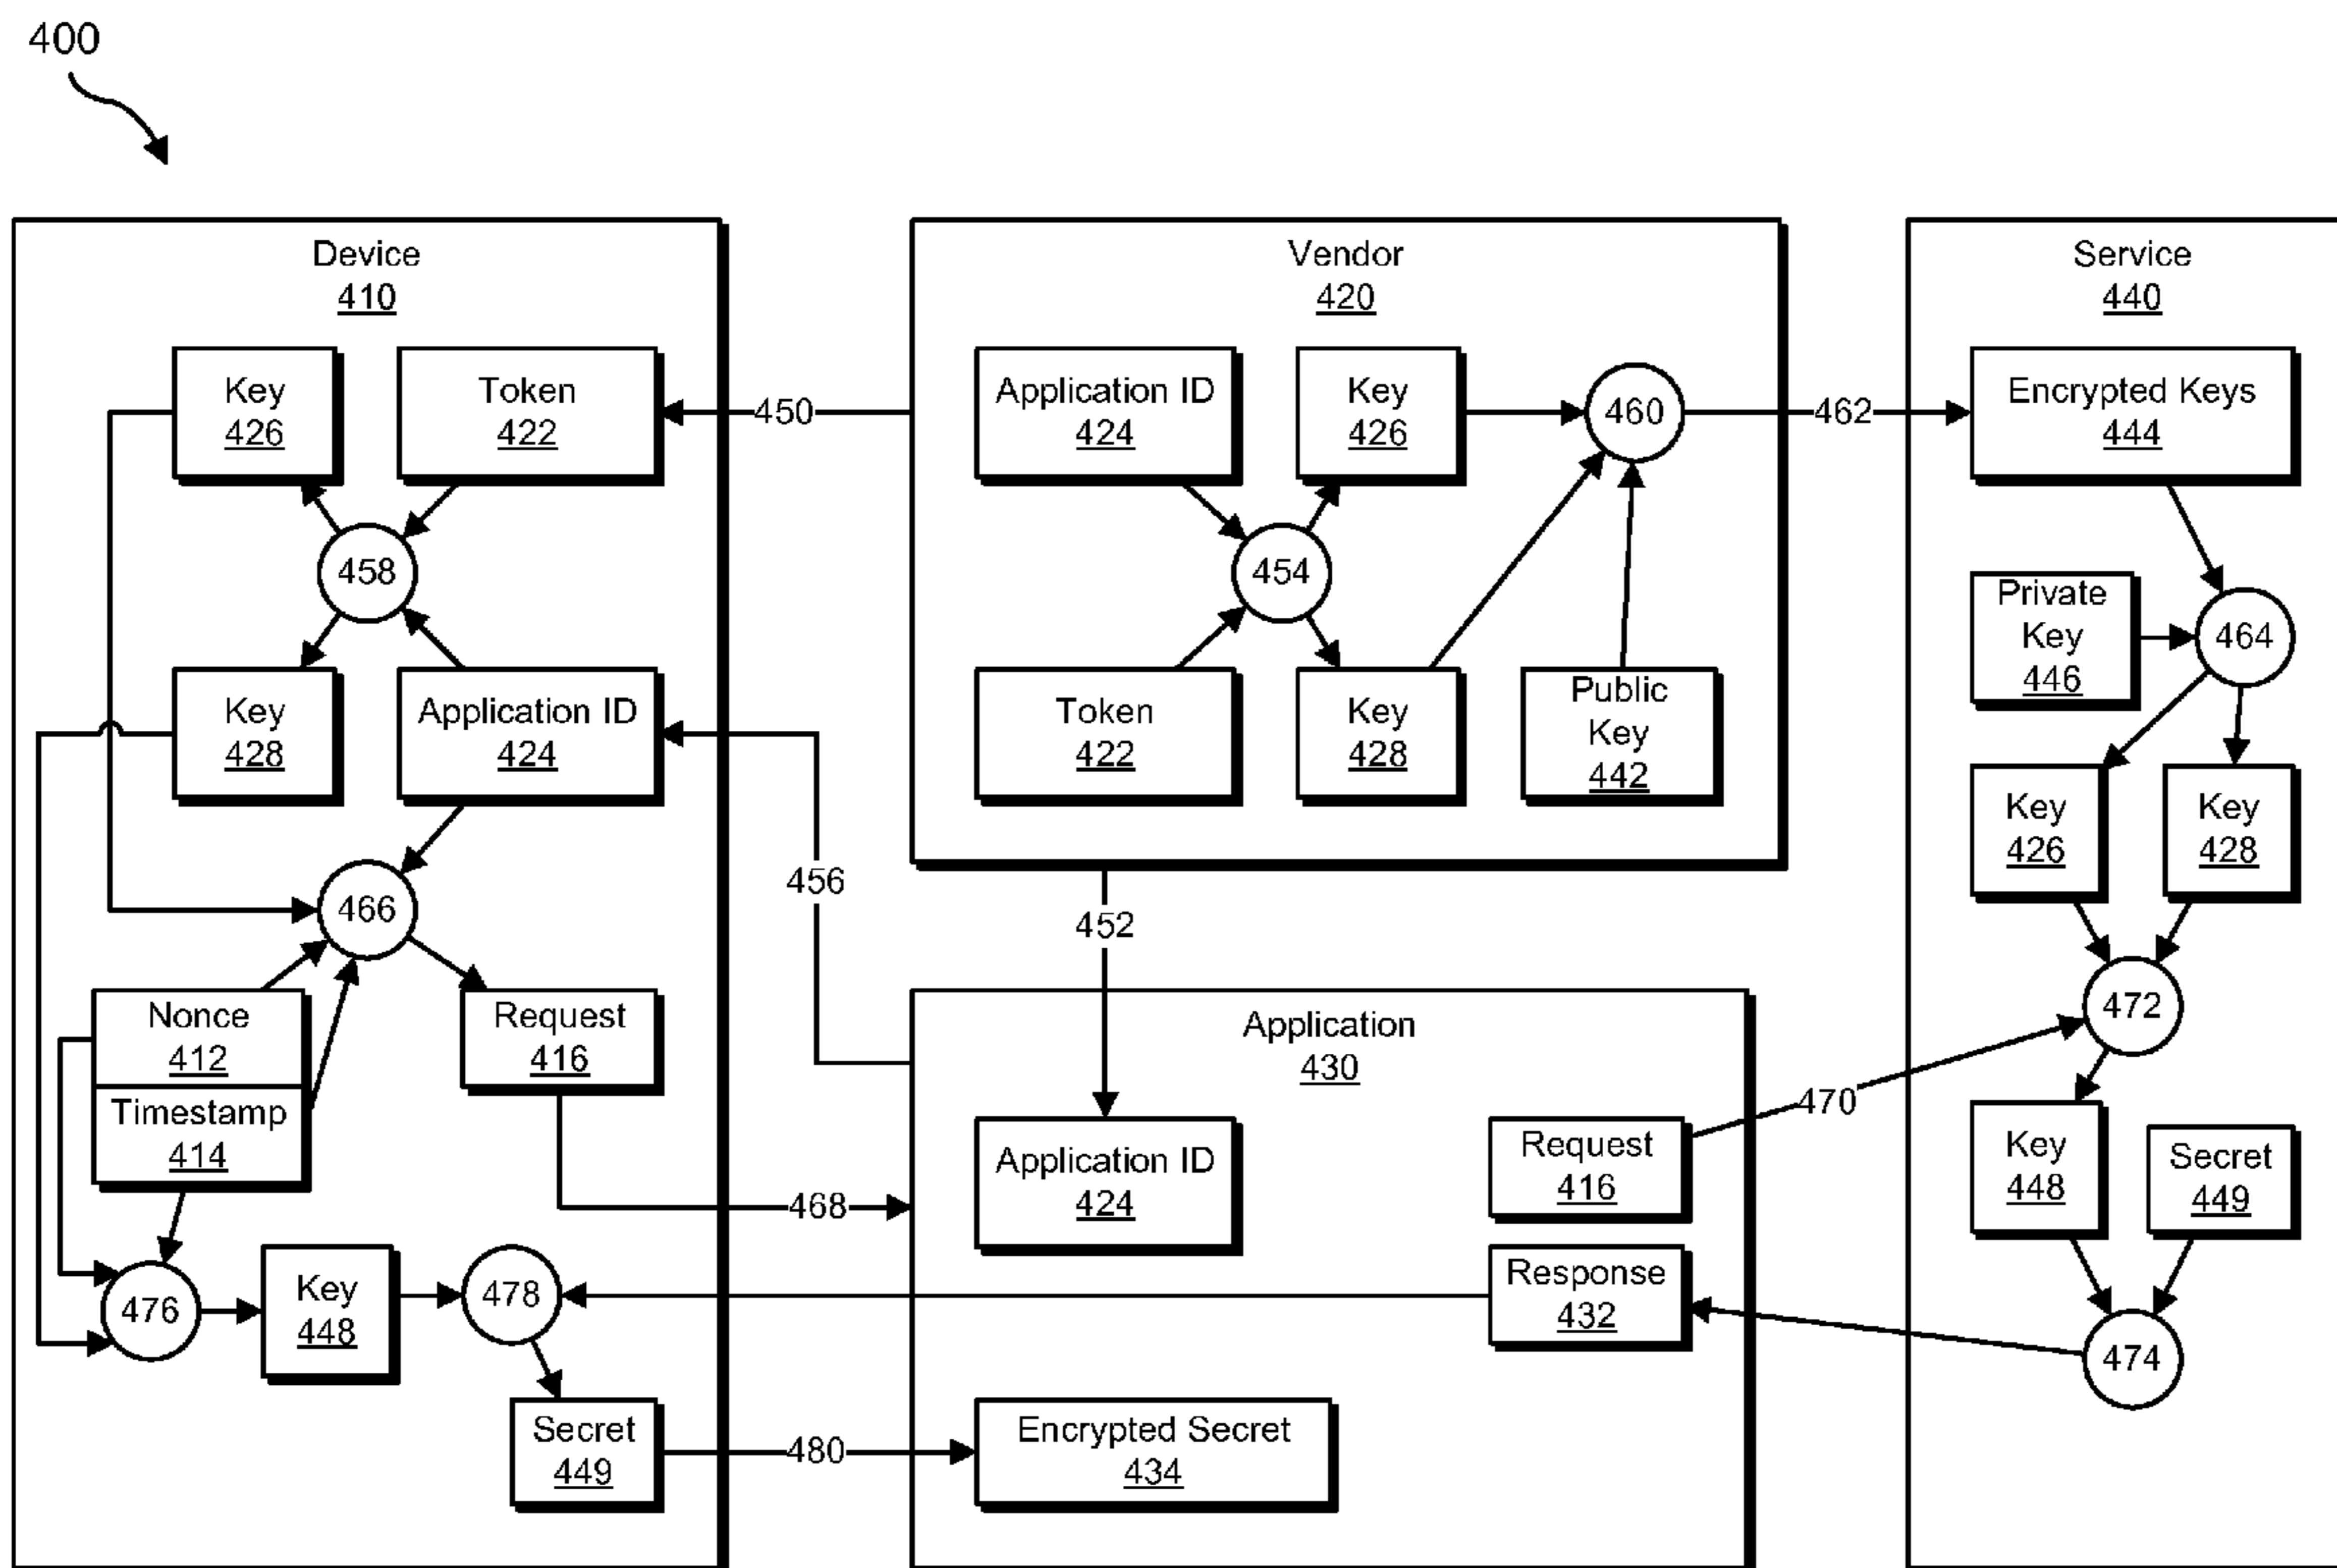 400
Device
410
Key
426
Token
422
458
Key
428
Application ID
424
466
Nonce
412
Timestamp
414
Request
416
476
Key
448
478
Secret
449
450
456
468
480
Vendor
420
Application ID
424
Key
426
460
454
Token
422
Key
428
Public
Key
442
452
Application
430
Application ID
424
Request
416
Response
432
Encrypted Secret
434
462
470
Service
440
Encrypted Keys
444
Private
Key
446
464
Key
426
Key
428
472
Key
448
Secret
449
474